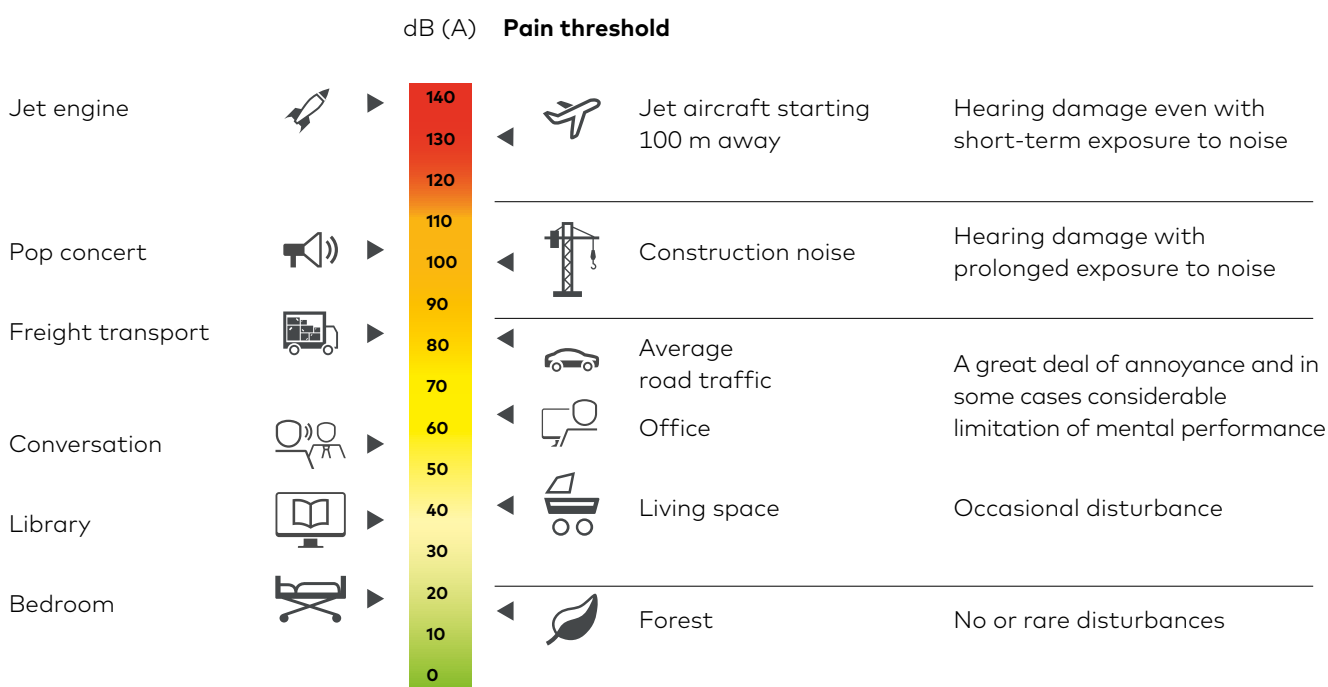 dB (A) Pain threshold
Jet engine
140
Jet aircraft starting
100 m away
Hearing damage even with
short-term exposure to noise
130
120
110
Pop concert
100
Construction noise
Hearing damage with
prolonged exposure to noise
90
Freight transport
80
Average
road traffic
A great deal of annoyance and in
some cases considerable
limitation of mental performance
70
60
Office
Conversation
50
40
Living space
Occasional disturbance
Library
30
20
Bedroom
Forest
No or rare disturbances
10
0